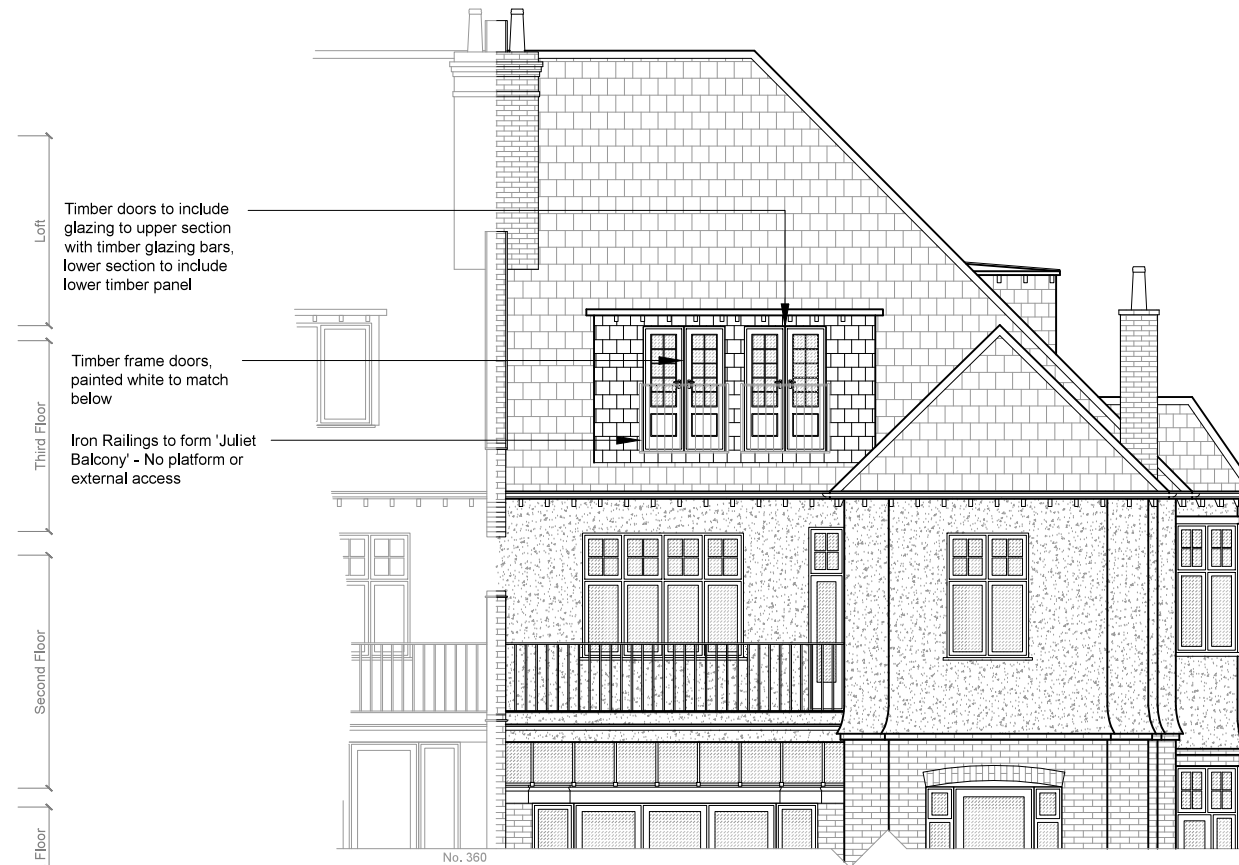 Loft
Timber doors to include
glazing to upper section
with timber glazing bars,
lower section to include
lower timber panel
Third Floor
Timber frame doors,
painted white to match
below
Iron Railings to form 'Juliet
Balcony' - No platform or
external access
Second Floor
Floor
No. 360